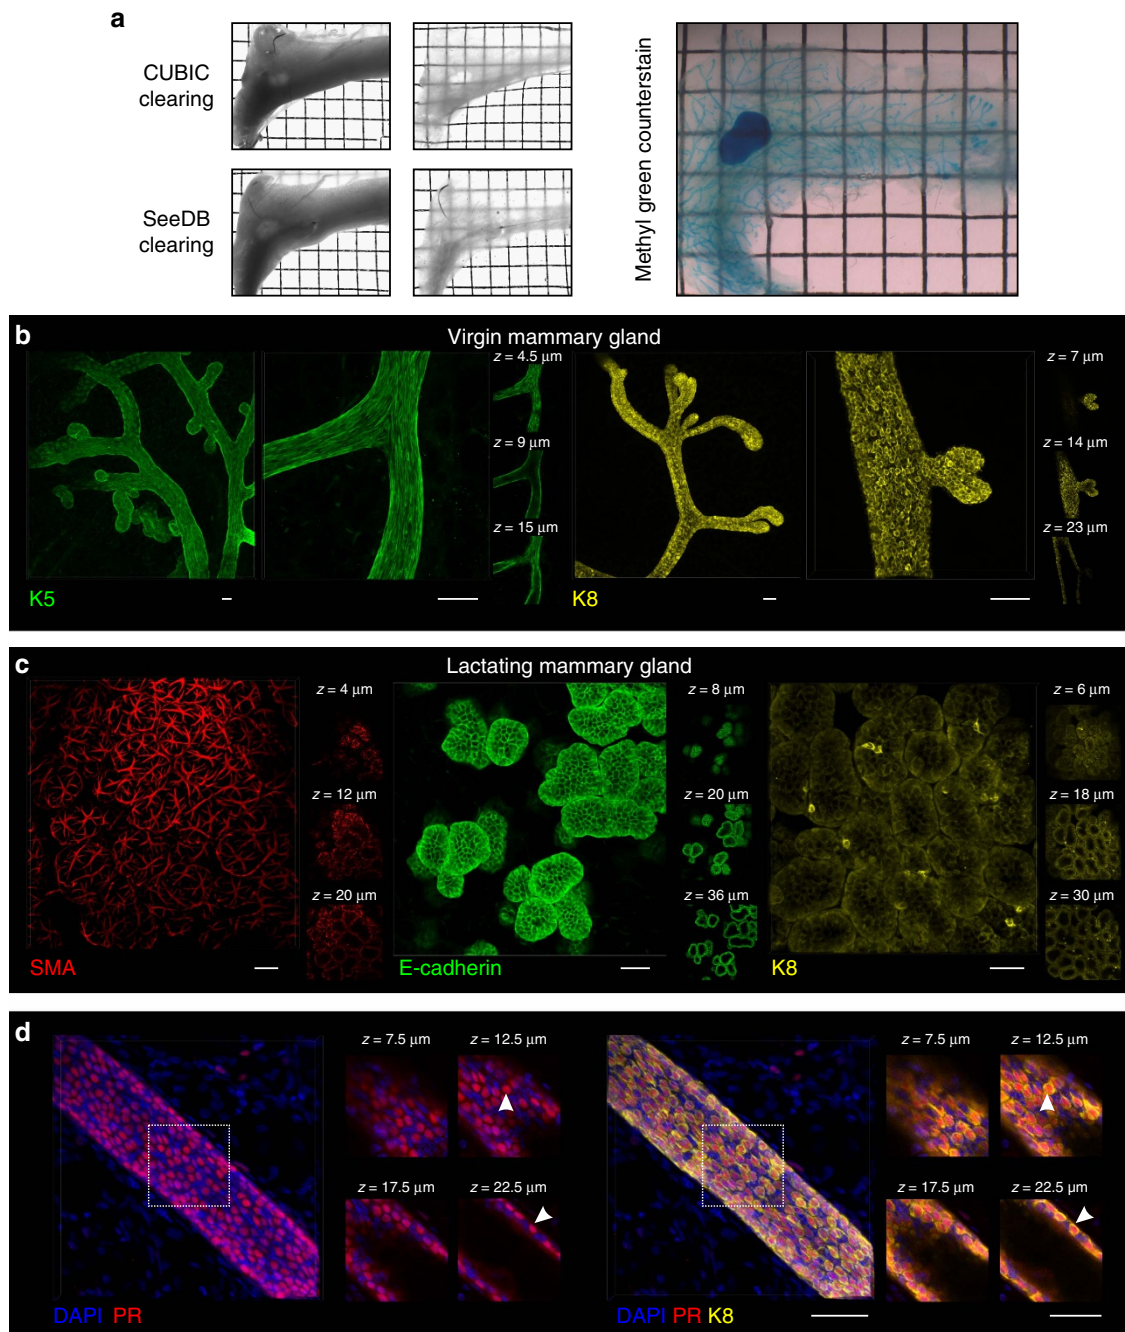 a
CUBIC
clearing
SeeDB
clearing
Methyl green counterstain
b
Virgin mammary gland
z = 4.5 µm
z = 9 µm
z = 15 µm
z = 7 µm
z = 14 µm
z = 23 µm
K5
K8
c
Lactating mammary gland
z = 4 µm
z = 12 µm
z = 20 µm
z = 8 µm
z = 20 µm
z = 36 µm
z = 6 µm
z = 18 µm
z = 30 µm
SMA
E-cadherin
K8
d
z = 7.5 µm
z = 12.5 µm
z = 17.5 µm
z = 22.5 µm
z = 7.5 µm
z = 12.5 µm
z = 17.5 µm
z = 22.5 µm
DAPI PR
DAPI PR K8